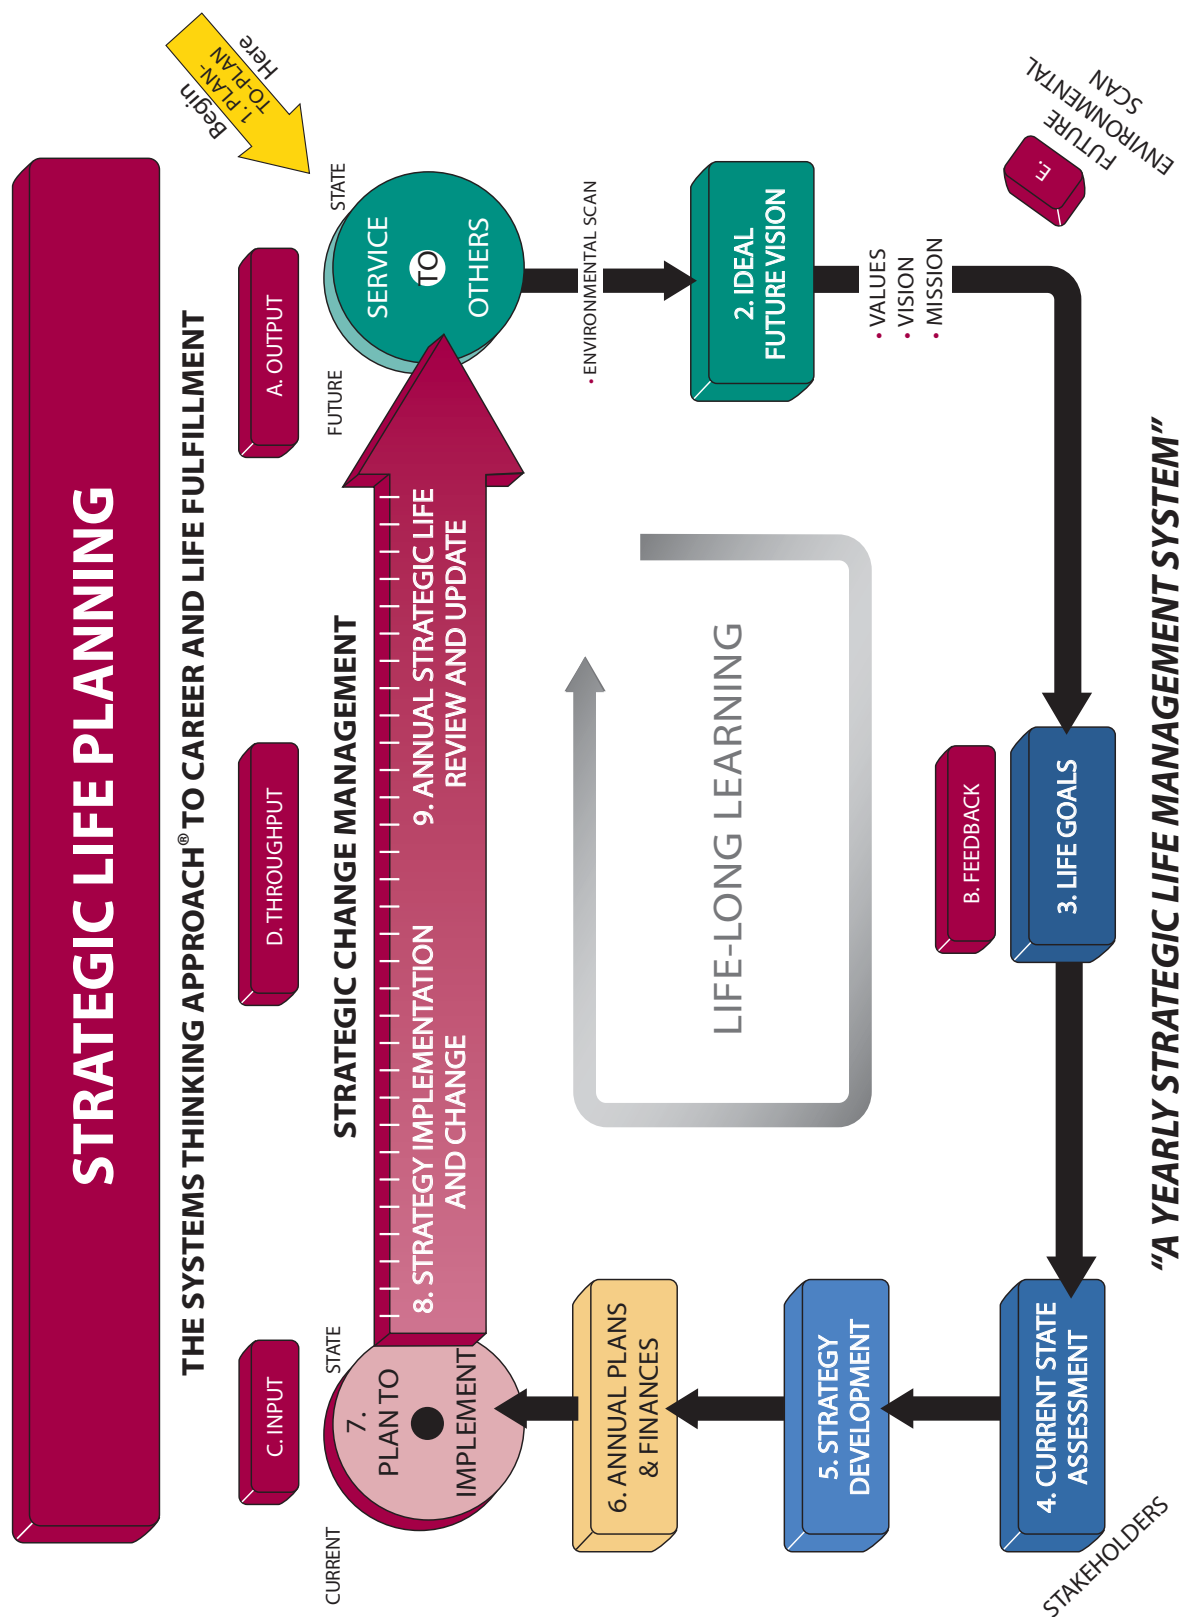 STRATEGIC LIFE PLANNING
THE SYSTEMS THINKING APPROACH® TO CAREER AND LIFE FULFILLMENT
C. INPUT
D. THROUGHPUT
A. OUTPUT
Begin
1. PLAN-
TO-PLAN
Here
CURRENT
STATE
STRATEGIC CHANGE MANAGEMENT
FUTURE
STATE
7.
PLAN TO
IMPLEMENT
8. STRATEGY IMPLEMENTATION
AND CHANGE
9. ANNUAL STRATEGIC LIFE
REVIEW AND UPDATE
SERVICE
TO
OTHERS
• ENVIRONMENTAL SCAN
6. ANNUAL PLANS
& FINANCES
LIFE-LONG LEARNING
2. IDEAL
FUTURE VISION
5. STRATEGY
DEVELOPMENT
• VALUES
• VISION
• MISSION
B. FEEDBACK
E.
FUTURE
ENVIRONMENTAL
SCAN
4. CURRENT STATE
ASSESSMENT
3. LIFE GOALS
STAKEHOLDERS
"A YEARLY STRATEGIC LIFE MANAGEMENT SYSTEM"